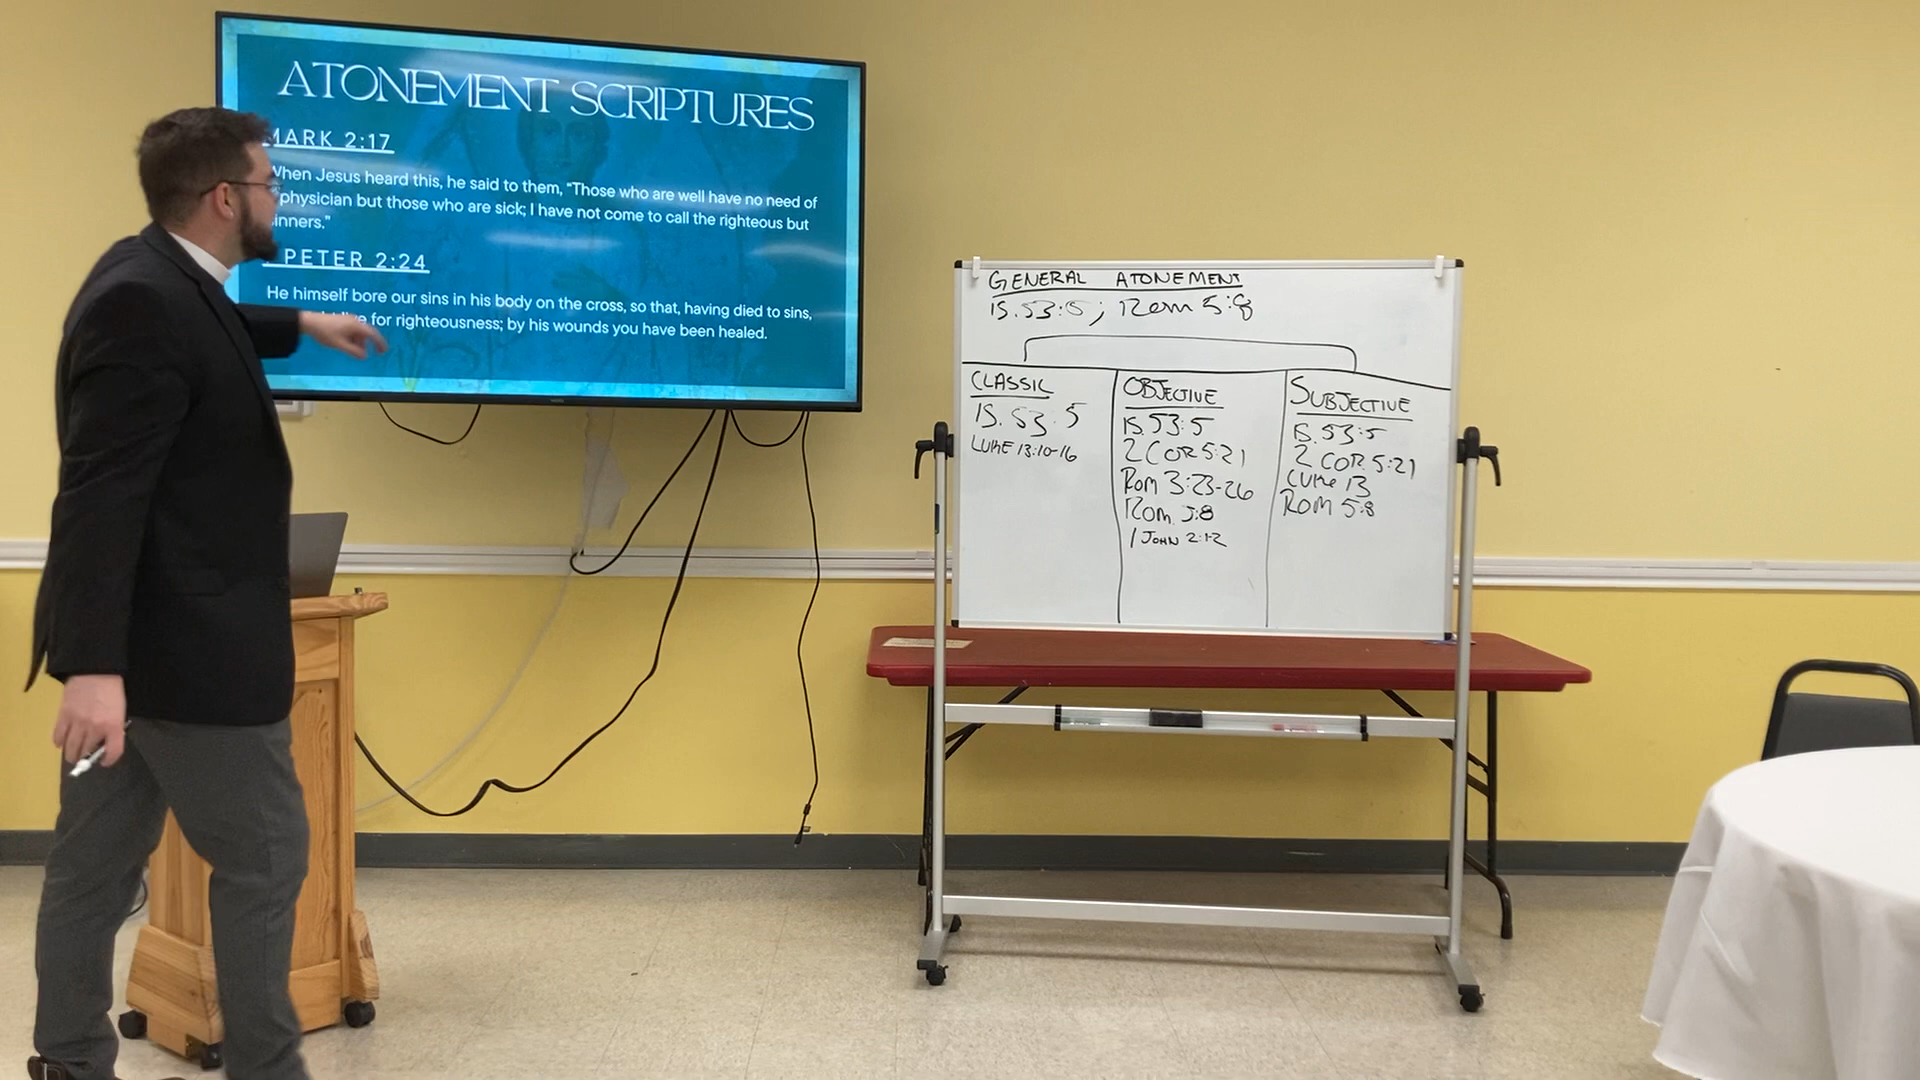 ATONEMENT SCRIPTURES
MARK 2:17
When Jesus heard this, he said to them, “Those who are well have no need of
physician but those who are sick; I have not come to call the righteous but
sinners.”
PETER 2:24
He himself bore our sins in his body on the cross, so that, having died to sins,
for righteousness; by his wounds you have been healed.
GENERAL ATONEMENT
IS. 53:5; Rom 5:8
CLASSIC
IS. 53:5
LUKE 13:10-16
OBJECTIVE
IS. 53:5
2 COR 5:21
Rom 3:23-26
Rom 5:8
1 JOHN 2:1-2
SUBJECTIVE
IS. 53:5
2 COR. 5:21
LUKE 13
ROM 5:8